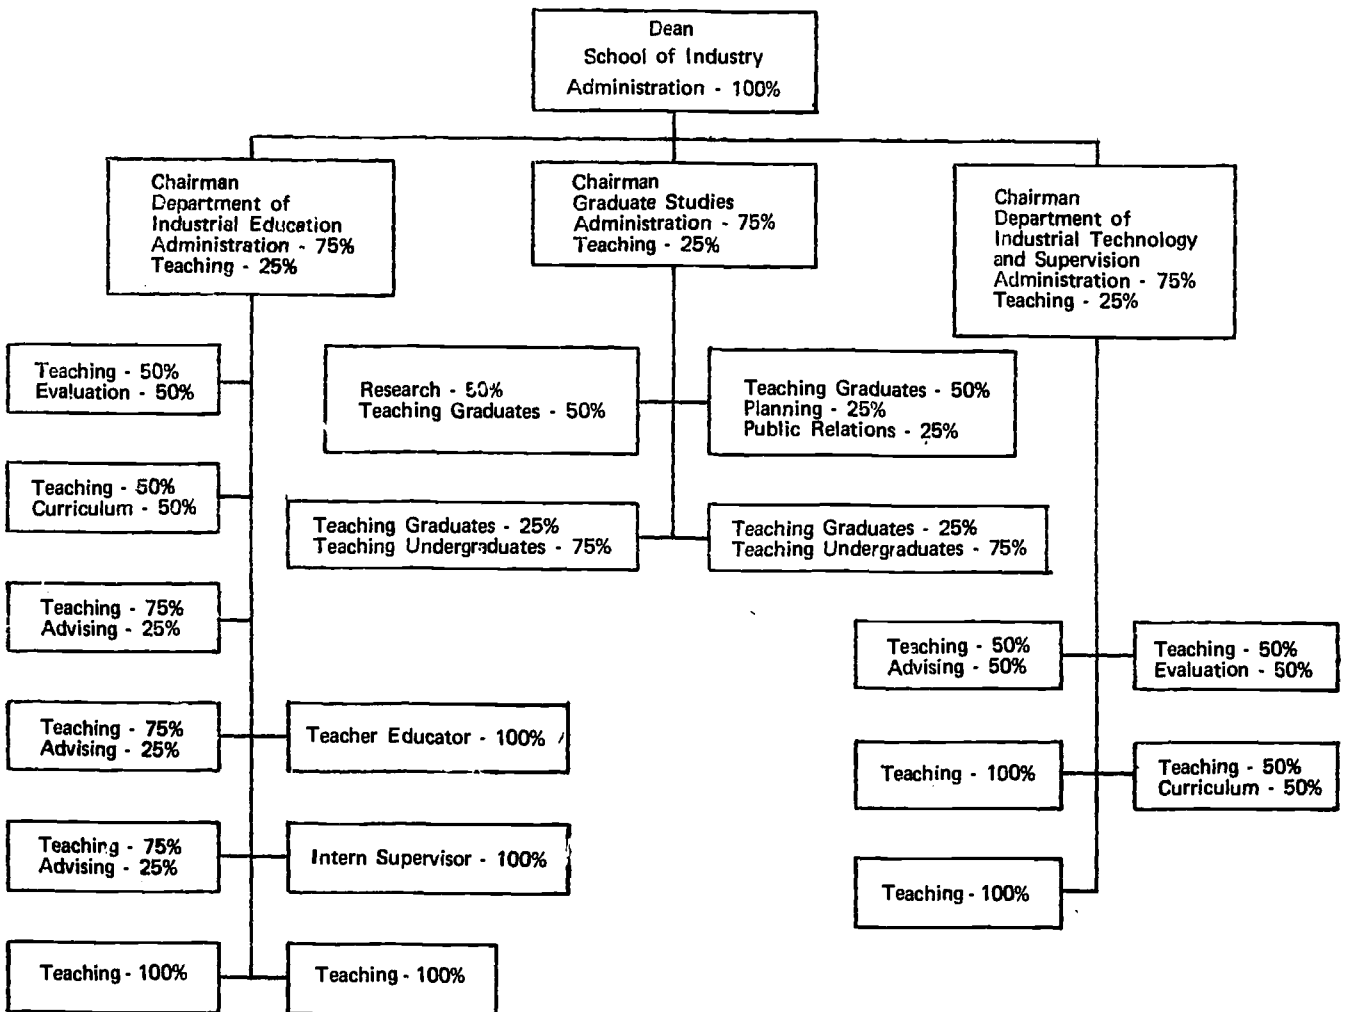 Dean
School of Industry
Administration - 100%
Chairman
Department of
Industrial Education
Administration - 75%
Teaching - 25%
Chairman
Graduate Studies
Administration - 75%
Teaching - 25%
Chairman
Department of
Industrial Technology
and Supervision
Administration - 75%
Teaching - 25%
Teaching - 50%
Evaluation - 50%
Teaching - 50%
Curriculum - 50%
Teaching - 75%
Advising - 25%
Teaching - 75%
Advising - 25%
Teacher Educator - 100%
Teaching - 75%
Advising - 25%
Intern Supervisor - 100%
Teaching - 100%
Teaching - 100%
Research - 50%
Teaching Graduates - 50%
Teaching Graduates - 50%
Planning - 25%
Public Relations - 25%
Teaching Graduates - 25%
Teaching Undergraduates - 75%
Teaching Graduates - 25%
Teaching Undergraduates - 75%
Teaching - 50%
Advising - 50%
Teaching - 50%
Evaluation - 50%
Teaching - 100%
Teaching - 50%
Curriculum - 50%
Teaching - 100%